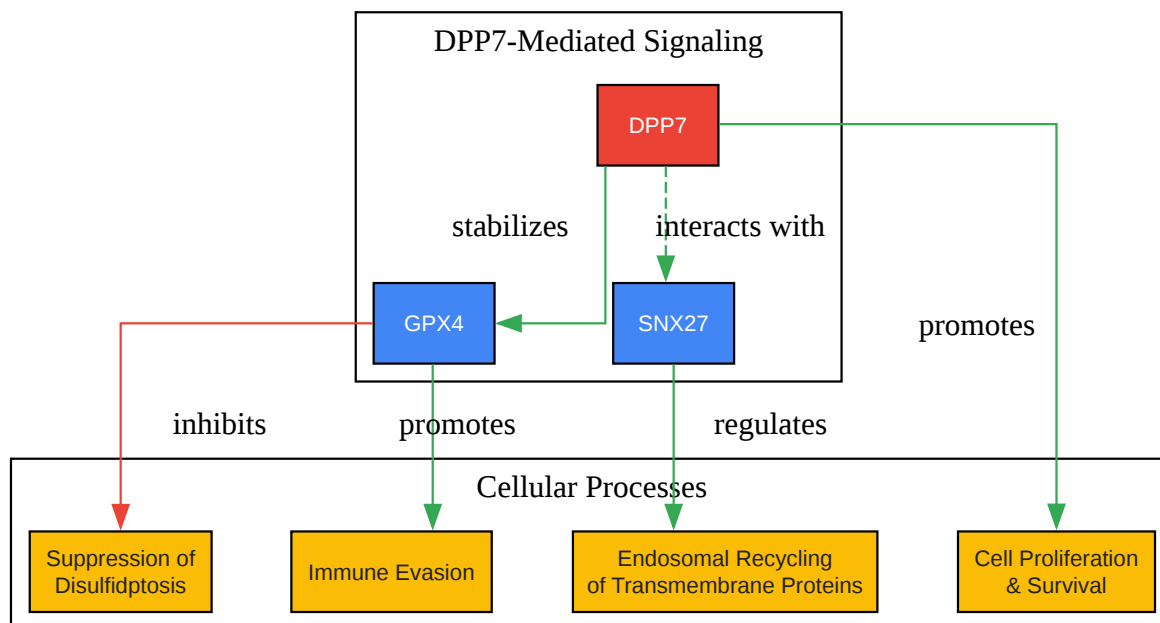 DPP7-Mediated Signaling
DPP7
stabilizes
interacts with
GPX4
SNX27
promotes
inhibits
promotes
regulates
Cellular Processes
Suppression of
Disulfidptosis
Immune Evasion
Endosomal Recycling
of Transmembrane Proteins
Cell Proliferation
& Survival